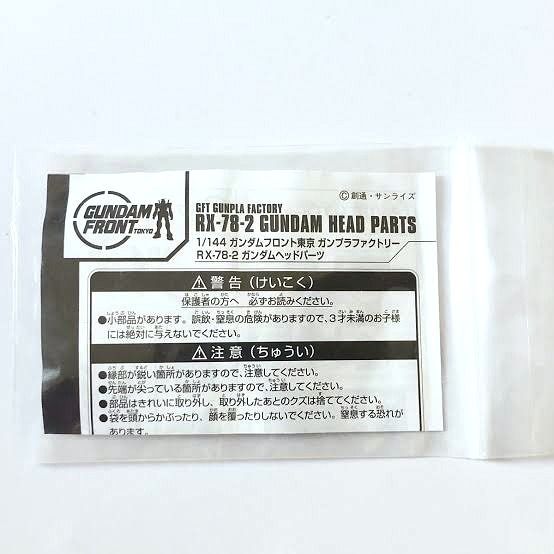 GUNDAM
FRONT TOKYO
GFT GUNPLA FACTORY
RX-78-2 GUNDAM HEAD PARTS
©創通・サンライズ
1/144 ガンダムフロント東京 ガンプラファクトリー
RX-78-2 ガンダムヘッドパーツ
⚠警告(けいこく)
保護者の方へ 必ずお読みください。
●小部品があります。誤飲・窒息の危険がありますので、3才未満のお子様
には絶対に与えないでください。
⚠注意(ちゅうい)
●縁部が鋭い箇所がありますので、注意してください。
●先端が尖っている箇所がありますので、注意してください。
●部品はきれいに取り外し、取り外したあとのクズは捨ててください。
●袋を頭からかぶったり、顔を覆ったりしないでください。窒息する恐れが
あります。